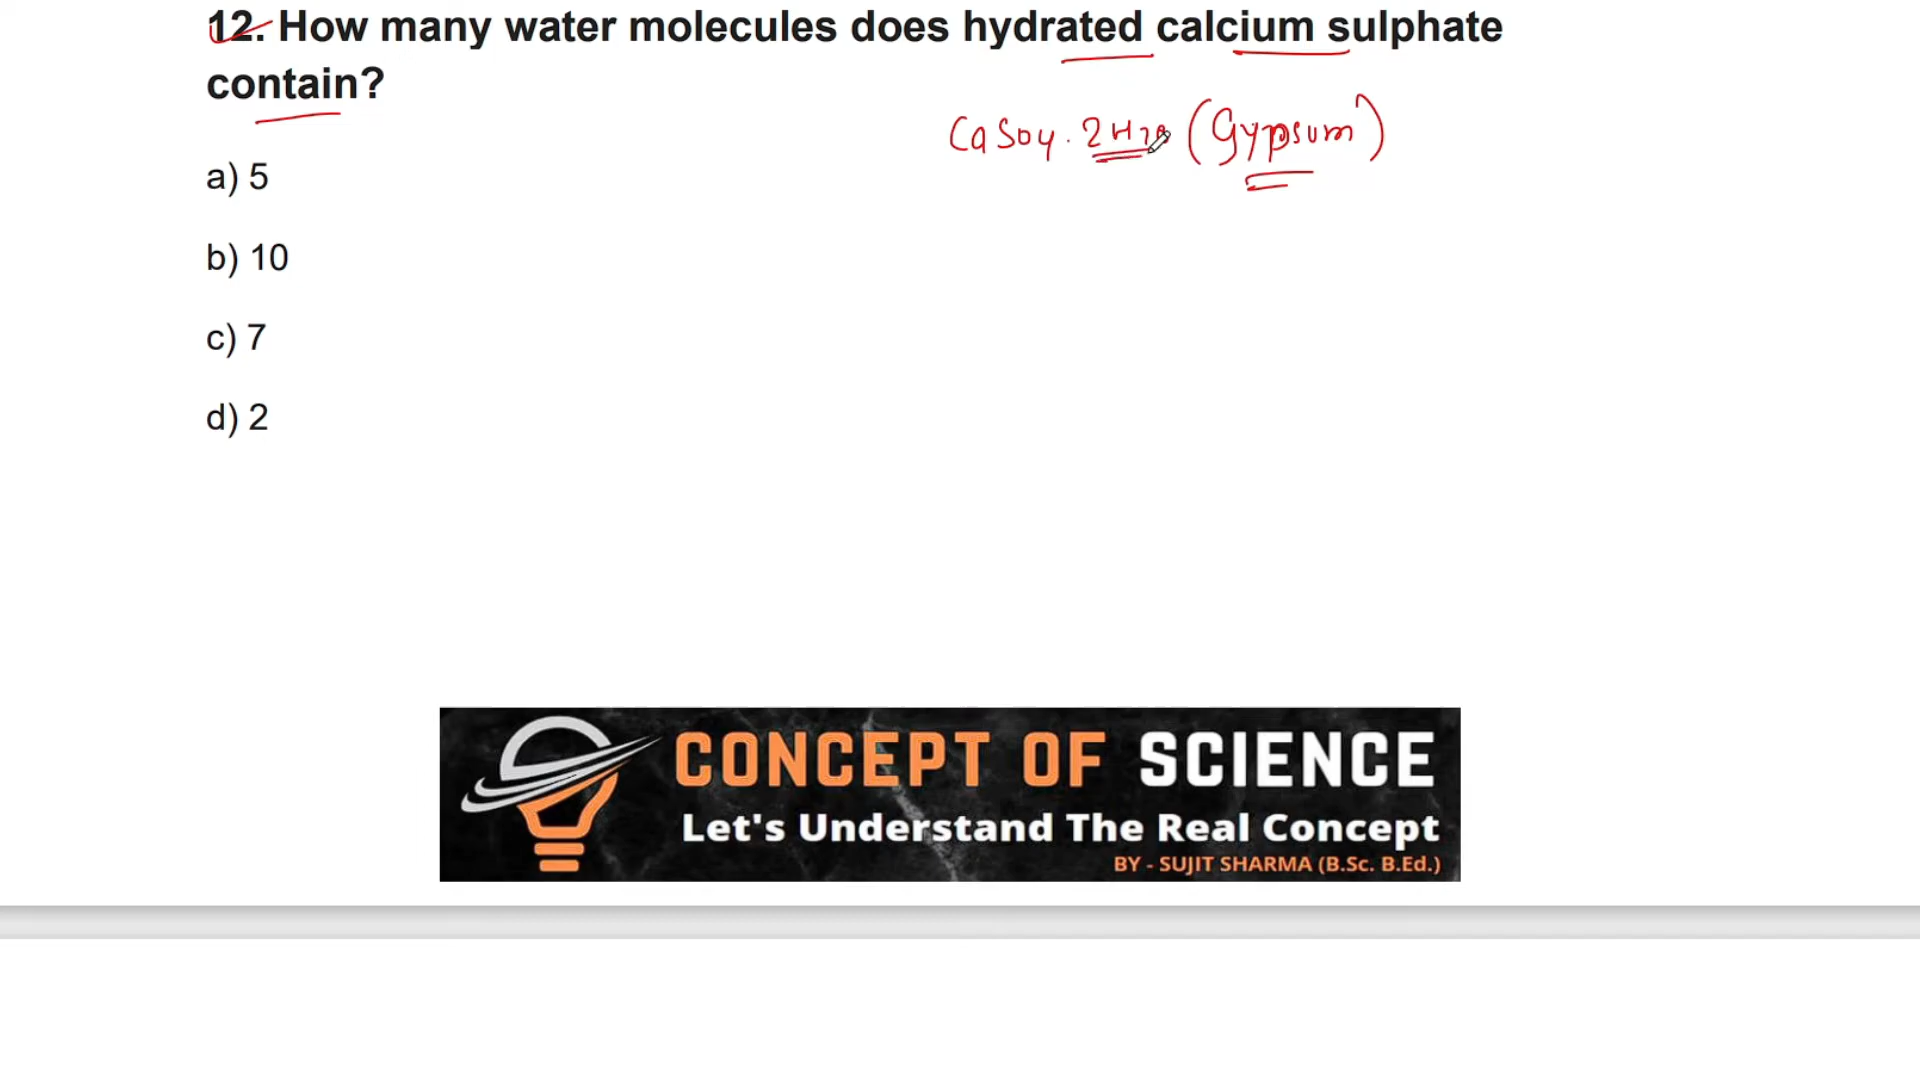 12. How many water molecules does hydrated calcium sulphate
contain?
CaSO4.2H2O (Gypsum)
a) 5
b) 10
c) 7
d) 2
CONCEPT OF SCIENCE
Let's Understand The Real Concept
BY - SUJIT SHARMA (B.Sc. B.Ed.)